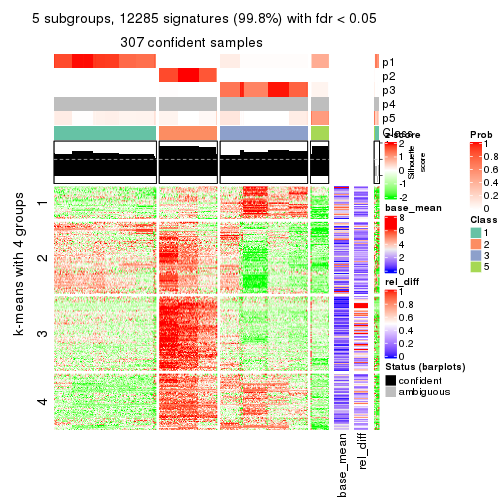 5 subgroups, 12285 signatures (99.8%) with fdr < 0.05
307 confident samples
p1
p2
p3
p4
p5
Class
Silhouette
score
k-means with 4 groups
1
2
3
4
base_mean
rel_diff
z-score
2
1
0
-1
-2
base_mean
8
6
4
2
0
rel_diff
1
0.8
0.6
0.4
0.2
0
Status (barplots)
confident
ambiguous
Prob
1
0.8
0.6
0.4
0.2
0
Class
1
2
3
5